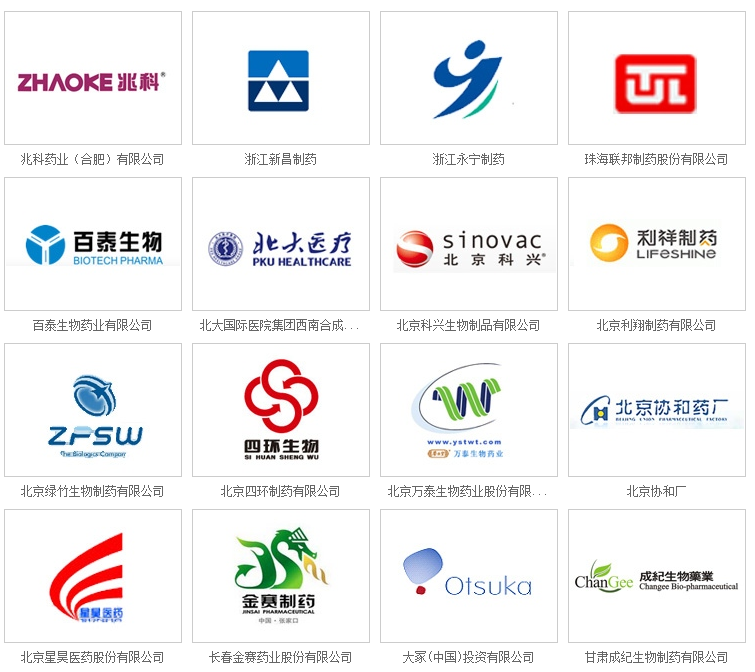 ZHAOKE 兆科®
兆科药业（合肥）有限公司
浙江新昌制药
浙江永宁制药
珠海联邦制药股份有限公司
百泰生物
BIOTECH PHARMA
北大医疗
PKU HEALTHCARE
sinovac
北京科兴®
利祥制药
LIFESHINE
百泰生物药业有限公司
北大国际医院集团西南合成...
北京科兴生物制品有限公司
北京利翔制药有限公司
ZFSW
The Biologics Company
四环生物
SI HUAN SHENG WU
www.ystwt.com
万泰生物药业
北京协和药厂
BEIJING UNION PHARMACEUTICAL FACTORY
北京绿竹生物制药有限公司
北京四环制药有限公司
北京万泰生物药业股份有限...
北京协和厂
星昊医药
金赛制药
JINSAI PHARMACEUTICAL
中国·张家口
Otsuka
ChanGee
成紀生物藥業
Changee Bio-pharmaceutical
北京星昊医药股份有限公司
长春金赛药业股份有限公司
大冢(中国)投资有限公司
甘肃成纪生物制药有限公司